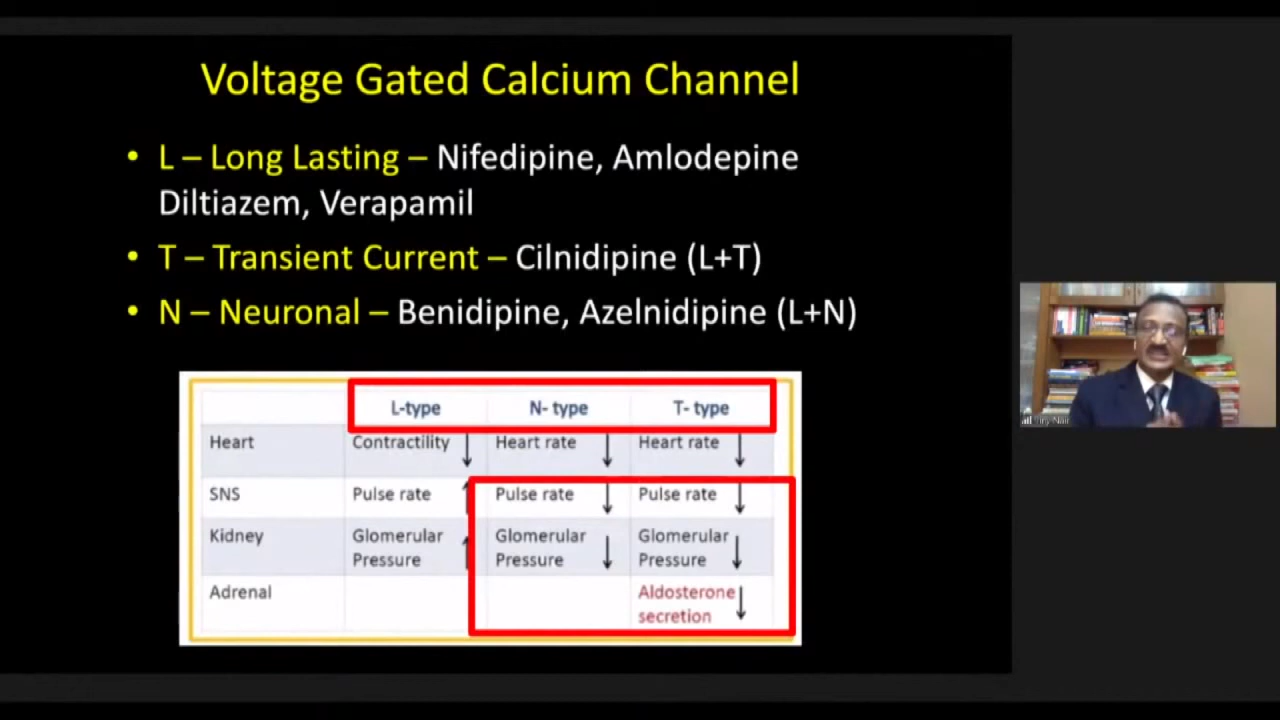 Voltage Gated Calcium Channel
• L – Long Lasting – Nifedipine, Amlodepine
Diltiazem, Verapamil
• T – Transient Current – Cilnidipine (L+T)
• N – Neuronal – Benidipine, Azelnidipine (L+N)
L-type N- type T- type
Heart Contractility ↓ Heart rate ↓ Heart rate ↓
SNS Pulse rate ↑ Pulse rate ↓ Pulse rate ↓
Kidney Glomerular ↑ Glomerular ↓ Glomerular ↓
Pressure Pressure Pressure
Adrenal Aldosterone ↓
secretion